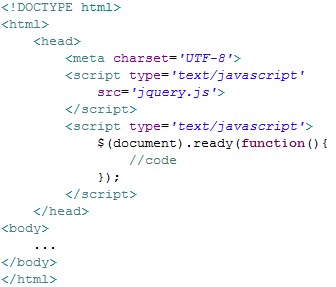 <!DOCTYPE html>
<html>
    <head>
        <meta charset='UTF-8'>
        <script type='text/javascript'
            src='jquery.js'>
        </script>
        <script type='text/javascript'>
            $(document).ready(function(){
                //code
            });
        </script>
    </head>
<body>
    ...
</body>
</html>